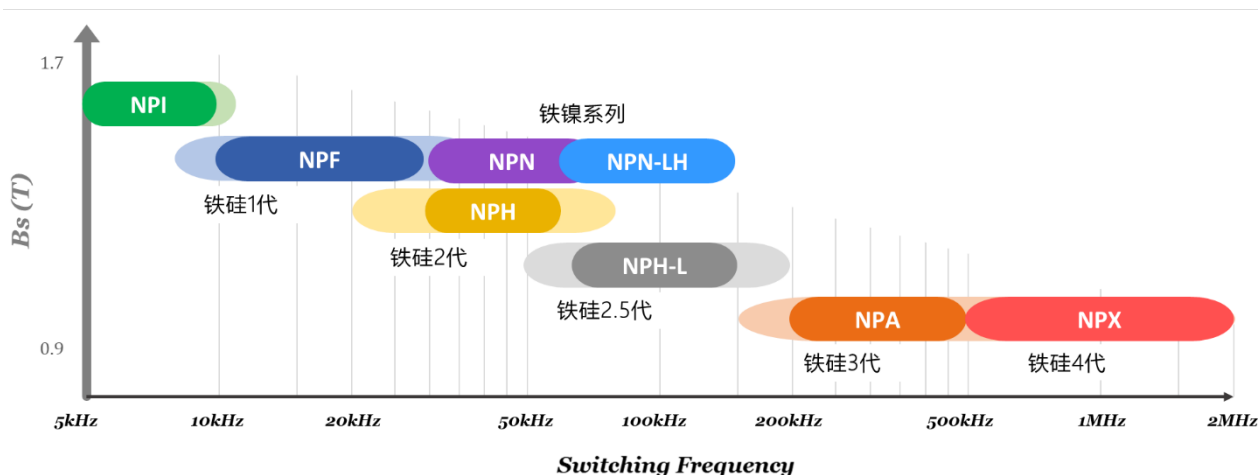 1.7
NPI
铁镍系列
NPF
NPN
NPN-LH
铁硅1代
NPH
Bs (T)
铁硅2代
NPH-L
铁硅2.5代
NPA
NPX
0.9
铁硅3代
铁硅4代
5kHz 10kHz 20kHz 50kHz 100kHz 200kHz 500kHz 1MHz 2MHz
Switching Frequency